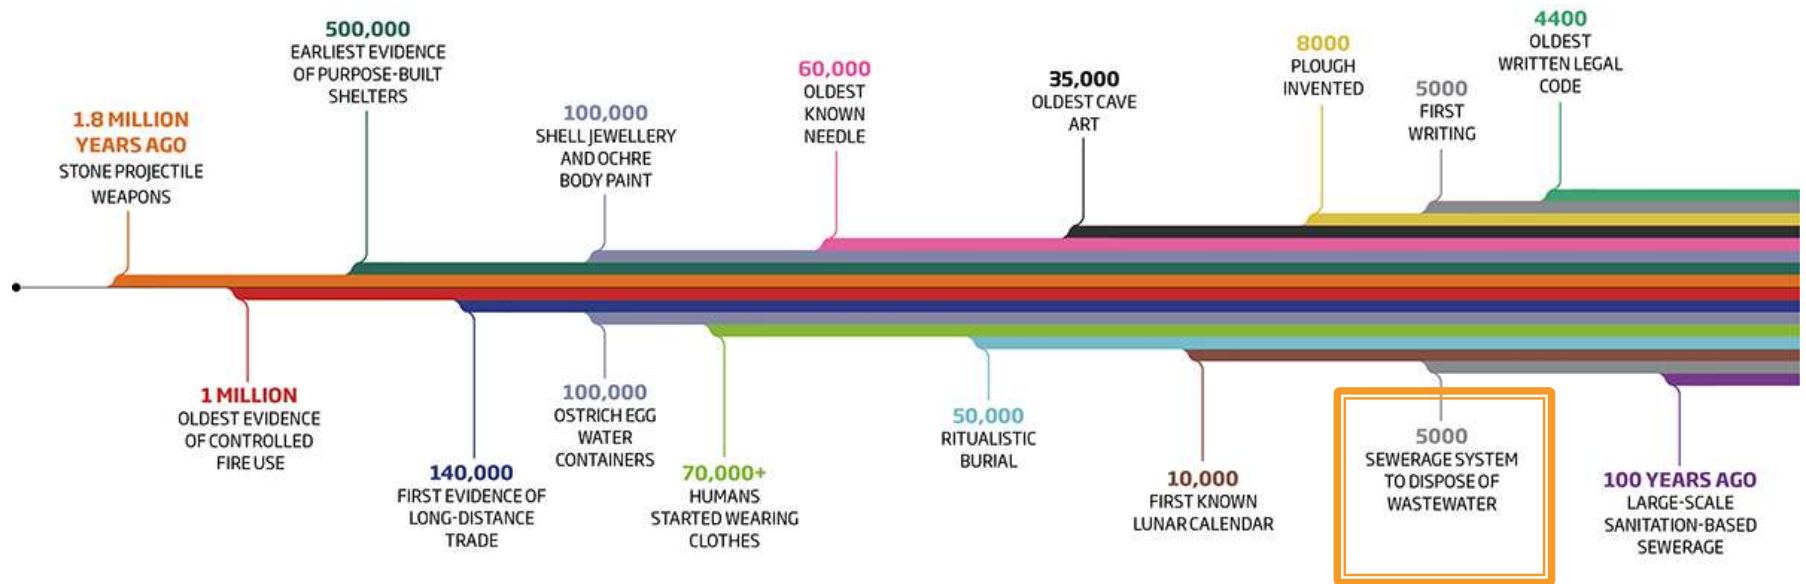 1.8 MILLION
YEARS AGO
STONE PROJECTILE
WEAPONS
500,000
EARLIEST EVIDENCE
OF PURPOSE-BUILT
SHELTERS
100,000
SHELL JEWELLERY
AND OCHRE
BODY PAINT
60,000
OLDEST
KNOWN
NEEDLE
35,000
OLDEST CAVE
ART
8000
PLOUGH
INVENTED
5000
FIRST
WRITING
4400
OLDEST
WRITTEN LEGAL
CODE
1 MILLION
OLDEST EVIDENCE
OF CONTROLLED
FIRE USE
140,000
FIRST EVIDENCE OF
LONG-DISTANCE
TRADE
100,000
OSTRICH EGG
WATER
CONTAINERS
70,000+
HUMANS
STARTED WEARING
CLOTHES
50,000
RITUALISTIC
BURIAL
10,000
FIRST KNOWN
LUNAR CALENDAR
5000
SEWERAGE SYSTEM
TO DISPOSE OF
WASTEWATER
100 YEARS AGO
LARGE-SCALE
SANITATION-BASED
SEWERAGE